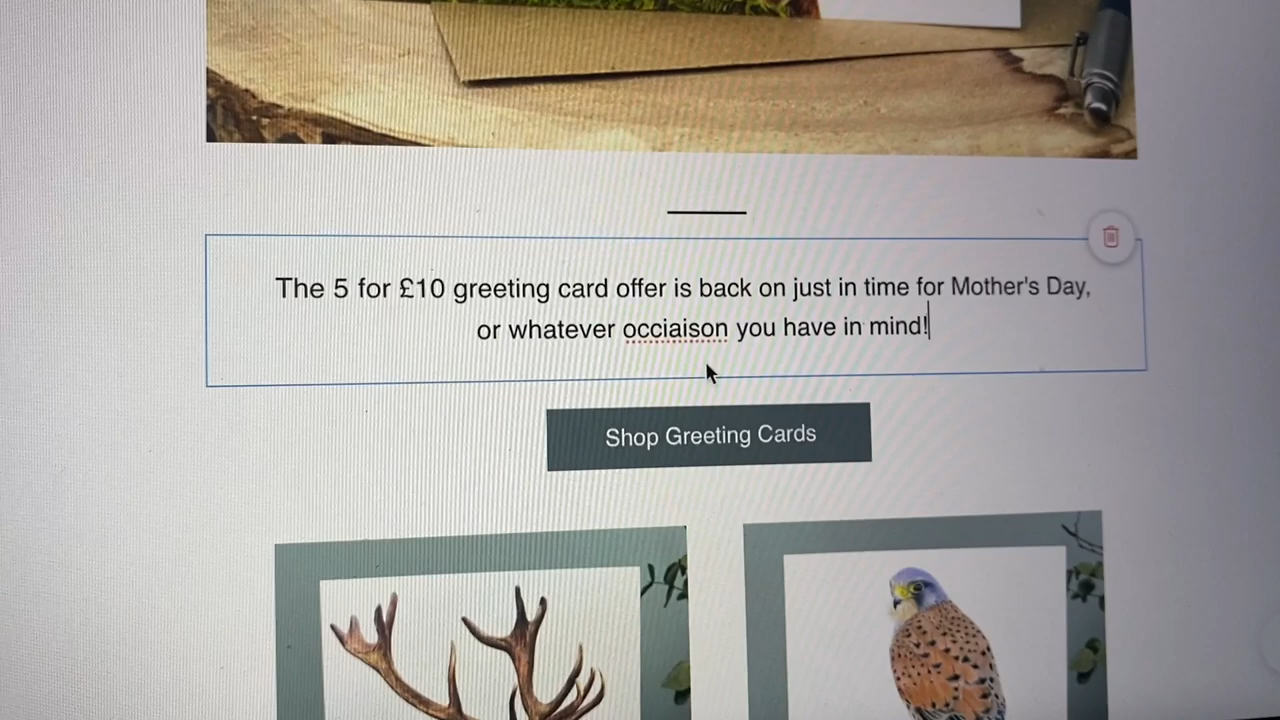 The 5 for £10 greeting card offer is back on just in time for Mother's Day,
or whatever occiaison you have in mind!
Shop Greeting Cards